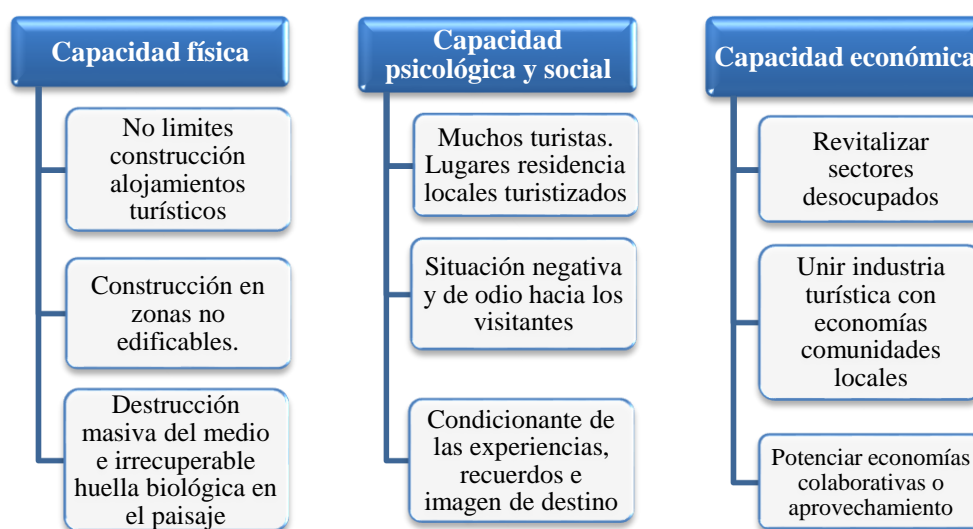 Capacidad física
No limites
construcción
alojamientos
turísticos
Construcción en
zonas no
edificables.
Destrucción
masiva del medio
e irrecuperable
huella biológica en
el paisaje
Capacidad
psicológica y social
Muchos turistas.
Lugares residencia
locales turistizados
Situación negativa
y de odio hacia los
visitantes
Condicionante de
las experiencias,
recuerdos e
imagen de destino
Capacidad económica
Revitalizar
sectores
desocupados
Unir industria
turística con
economías
comunidades
locales
Potenciar economías
colaborativas o
aprovechamiento